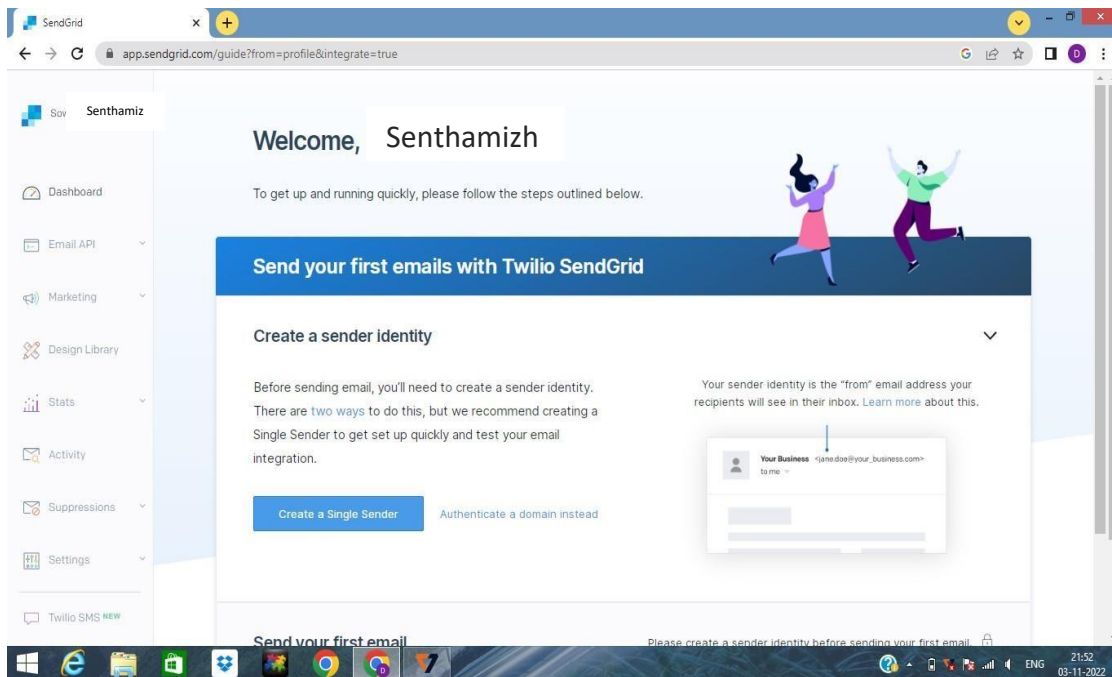 SendGrid
app.sendgrid.com/guide?from=profile&integrate=true
G
D
Sov Senthamiz
Welcome, Senthamizh
To get up and running quickly, please follow the steps outlined below.
Dashboard
Email API
Marketing
Design Library
Stats
Activity
Suppressions
Settings
Twilio SMS NEW
Send your first emails with Twilio SendGrid
Create a sender identity
Before sending email, you'll need to create a sender identity.
There are two ways to do this, but we recommend creating a
Single Sender to get set up quickly and test your email
integration.
Create a Single Sender
Authenticate a domain instead
Your sender identity is the "from" email address your
recipients will see in their inbox. Learn more about this.
Your Business <jane.doe@your_business.com>
to me
Send your first email
Please create a sender identity before sending your first email.
ENG
21:52
03-11-2022